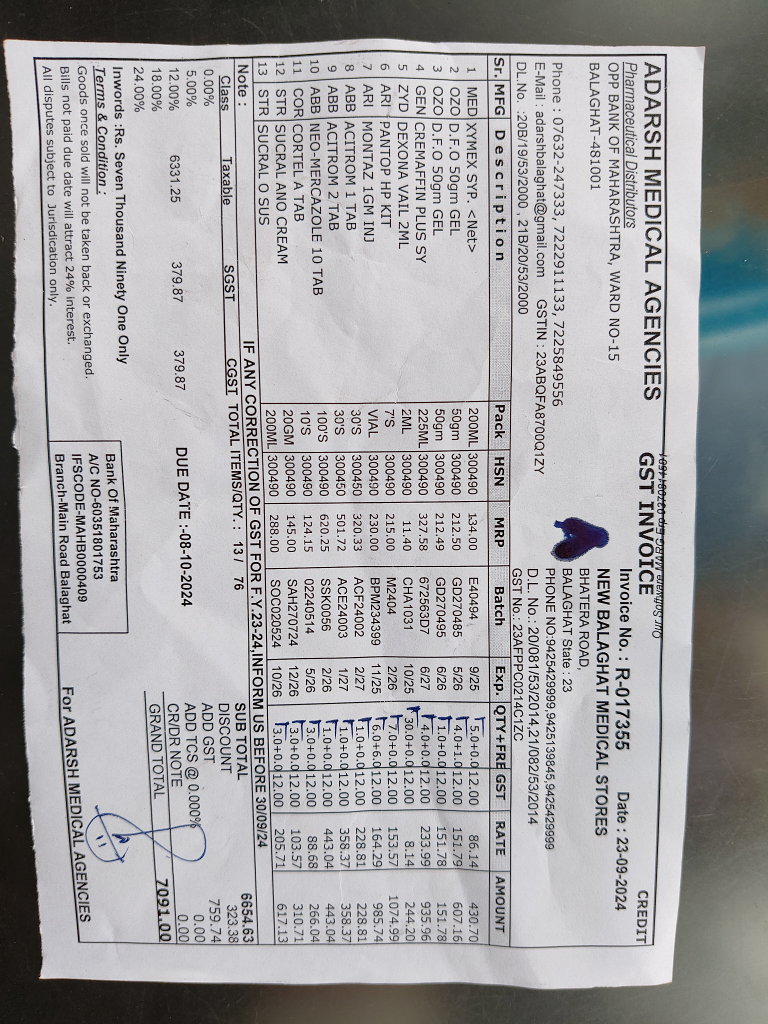 Our Software MARG Erp 0270814501
ADARSH MEDICAL AGENCIES GST INVOICE CREDIT
Pharmaceutical Distributors
OPP BANK OF MAHARASHTRA, WARD NO-15
BALAGHAT-481001
Phone : 07632-247333, 7222911133, 7225849556
E-Mail : adarshbalaghat@gmail.com GSTIN : 23ABQFA8700Q1ZY
DL.No. :20B/19/53/2000 , 21B/20/53/2000
Invoice No. : R-017355 Date : 23-09-2024
NEW BALAGHAT MEDICAL STORES
BHATERA ROAD,
BALAGHAT State : 23
PHONE NO:9425429999,9425139845,9425429999
D.L. No.: 20/081/53/2014,21/082/53/2014
GST No.: 23AFPPC0214C1ZG
Sr. MFG Description Pack HSN MRP Batch Exp. QTY+FRE GST RATE AMOUNT
1 MED XYMEX SYP. <Net> 200ML 300490 134.00 E40494 9/25 5.0+0.0 12.00 86.14 430.70
2 OZO D.F.O 50gm GEL 50gm 300490 212.50 GD270485 5/26 4.0+1.0 12.00 151.79 607.16
3 OZO D.F.O 50gm GEL 50gm 300490 212.49 GD270495 6/26 1.0+0.0 12.00 151.78 151.78
4 GEN CREMAFFIN PLUS SY 225ML 300490 327.58 672563D7 6/27 4.0+0.0 12.00 233.99 935.96
5 ZYD DEXONA VAIL 2ML 2ML 300490 11.40 CHA1031 10/25 30.0+0.0 12.00 8.14 244.20
6 ARI PANTOP HP KIT 7'S 300490 215.00 M2404 2/26 7.0+0.0 12.00 153.57 1074.99
7 ARI MONTAZ 1GM INJ VIAL 300490 230.00 BPM234399 11/25 6.0+6.0 12.00 164.29 985.74
8 ABB ACITROM 1 TAB 30'S 300450 320.33 ACF24002 2/27 1.0+0.0 12.00 228.81 228.81
9 ABB ACITROM 2 TAB 30'S 300450 501.72 ACE24003 1/27 1.0+0.0 12.00 358.37 358.37
10 ABB NEO-MERCAZOLE 10 TAB 100'S 300490 620.25 SSK0056 2/26 1.0+0.0 12.00 443.04 443.04
11 COR CORTEL A TAB 10'S 300490 124.15 02240514 5/26 3.0+0.0 12.00 88.68 266.04
12 STR SUCRAL ANO CREAM 20GM 300490 145.00 SAH270724 12/26 3.0+0.0 12.00 103.57 310.71
13 STR SUCRAL O SUS 200ML 300490 288.00 SOC020524 10/26 3.0+0.0 12.00 205.71 617.13
Note : IF ANY CORRECTION OF GST FOR F.Y.23-24,INFORM US BEFORE 30/09/24
Class Taxable SGST CGST TOTAL ITEMS/QTY.: 13 / 76
0.00%
5.00%
12.00% 6331.25 379.87 379.87
18.00%
24.00%
DUE DATE :-08-10-2024
SUB TOTAL 6654.63
DISCOUNT 323.38
ADD GST 759.74
ADD TCS @ 0.000% 0.00
CR/DR NOTE 0.00
GRAND TOTAL 7091.00
Inwords :Rs. Seven Thousand Ninety One Only
Terms & Condition :
Goods once sold will not be taken back or exchanged.
Bills not paid due date will attract 24% interest.
All disputes subject to Jurisdication only.
Bank Of Maharashtra
A/C NO-60351801753
IFSCODE-MAHB0000409
Branch-Main Road Balaghat
For ADARSH MEDICAL AGENCIES